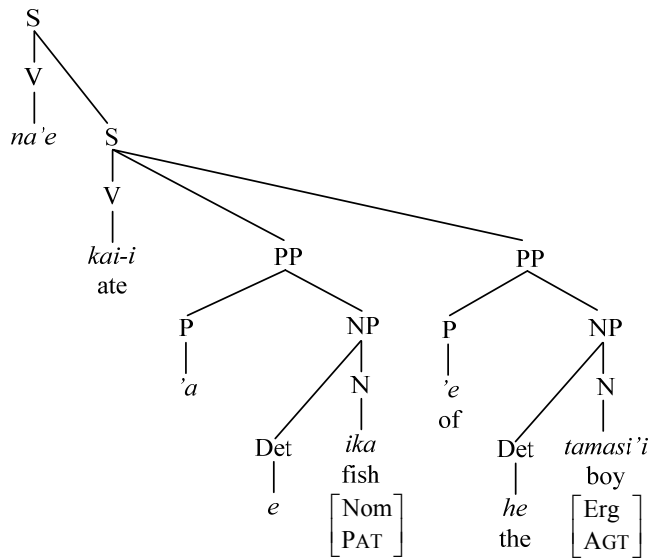 S
V
na'e S
V
kai-i PP PP
ate
P NP P NP
'a N 'e N
of
Det ika Det tamasi'i
fish boy
e Nom he Erg
PAT the AGT